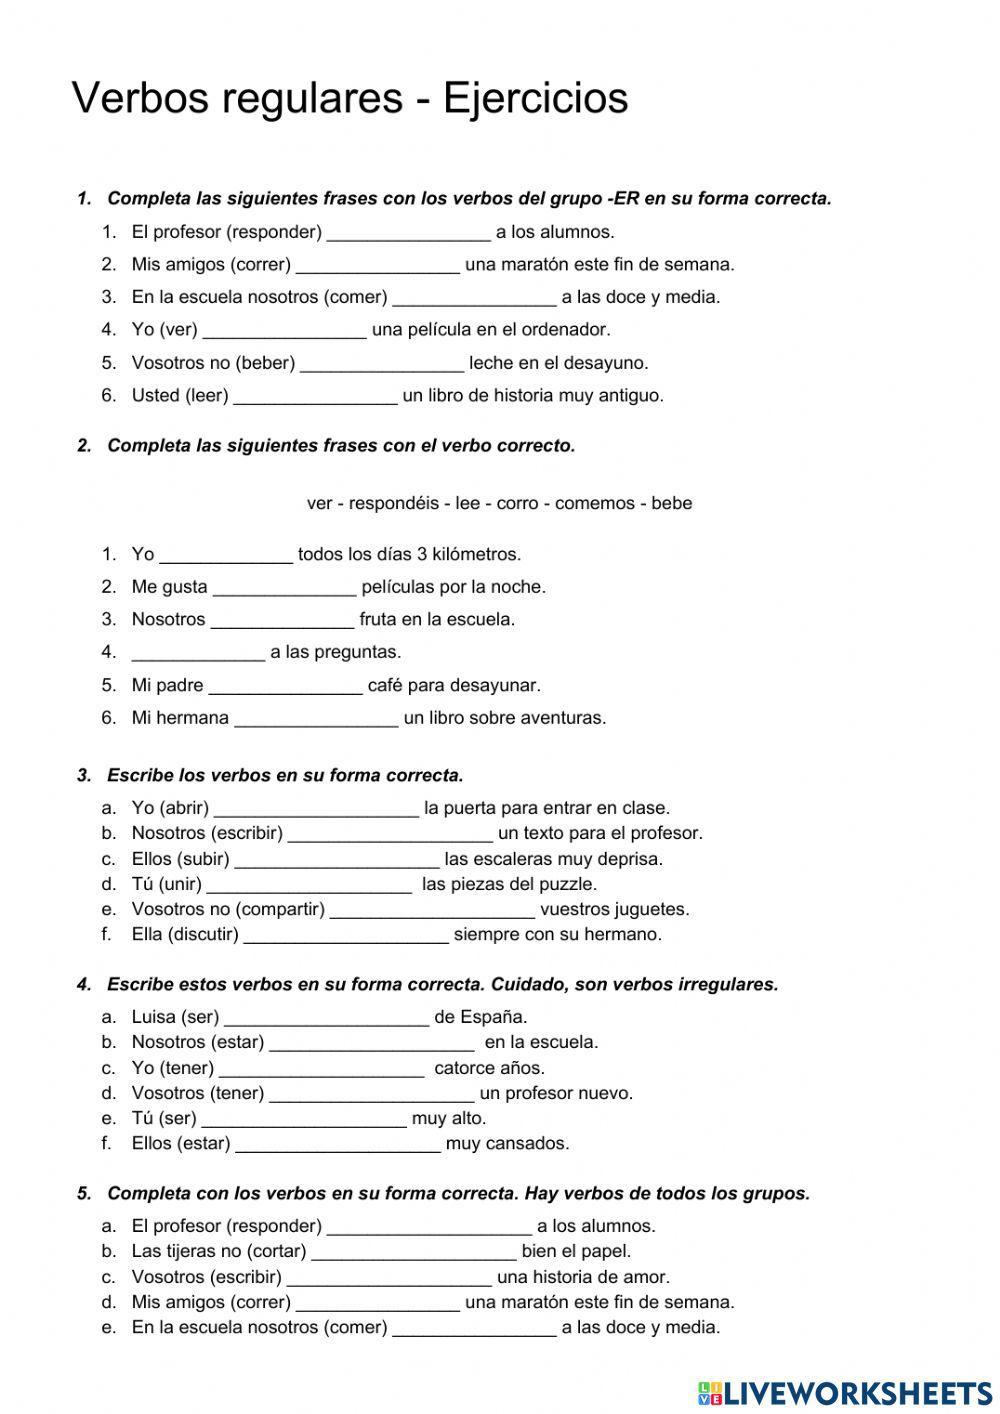 Verbos regulares - Ejercicios
1. Completa las siguientes frases con los verbos del grupo -ER en su forma correcta.
1. El profesor (responder) ________________ a los alumnos.
2. Mis amigos (correr) ________________ una maratón este fin de semana.
3. En la escuela nosotros (comer) ________________ a las doce y media.
4. Yo (ver) ________________ una película en el ordenador.
5. Vosotros no (beber) ________________ leche en el desayuno.
6. Usted (leer) ________________ un libro de historia muy antiguo.
2. Completa las siguientes frases con el verbo correcto.
ver - respondéis - lee - corro - comemos - bebe
1. Yo _____________ todos los días 3 kilómetros.
2. Me gusta ______________ películas por la noche.
3. Nosotros ______________ fruta en la escuela.
4. _____________ a las preguntas.
5. Mi padre _______________ café para desayunar.
6. Mi hermana ________________ un libro sobre aventuras.
3. Escribe los verbos en su forma correcta.
a. Yo (abrir) ____________________ la puerta para entrar en clase.
b. Nosotros (escribir) ____________________ un texto para el profesor.
c. Ellos (subir) ____________________ las escaleras muy deprisa.
d. Tú (unir) ____________________ las piezas del puzzle.
e. Vosotros no (compartir) ____________________ vuestros juguetes.
f. Ella (discutir) ____________________ siempre con su hermano.
4. Escribe estos verbos en su forma correcta. Cuidado, son verbos irregulares.
a. Luisa (ser) ____________________ de España.
b. Nosotros (estar) ____________________ en la escuela.
c. Yo (tener) ____________________ catorce años.
d. Vosotros (tener) ____________________ un profesor nuevo.
e. Tú (ser) ____________________ muy alto.
f. Ellos (estar) ____________________ muy cansados.
5. Completa con los verbos en su forma correcta. Hay verbos de todos los grupos.
a. El profesor (responder) ____________________ a los alumnos.
b. Las tijeras no (cortar) ____________________ bien el papel.
c. Vosotros (escribir) ____________________ una historia de amor.
d. Mis amigos (correr) ________________ una maratón este fin de semana.
e. En la escuela nosotros (comer) ________________ a las doce y media.
LIVE LIVEWORKSHEETS